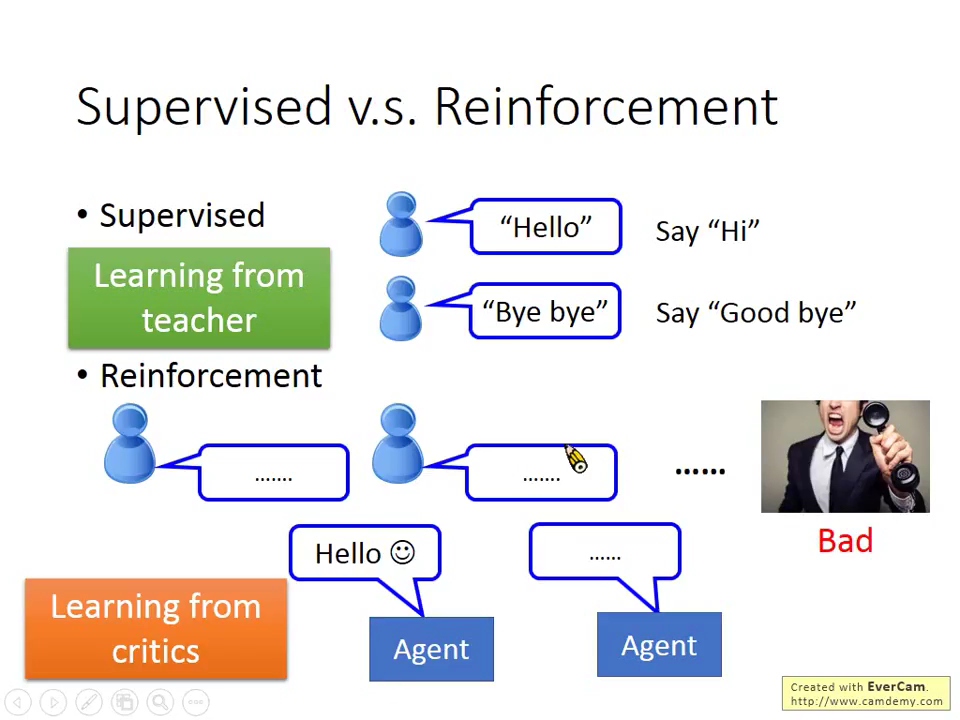 Supervised v.s. Reinforcement
• Supervised
“Hello”
Say “Hi”
Learning from
teacher
“Bye bye”
Say “Good bye”
• Reinforcement
.......
.......
......
Bad
Hello ☺
......
Learning from
critics
Agent
Agent
Created with EverCam.
http://www.camdemy.com